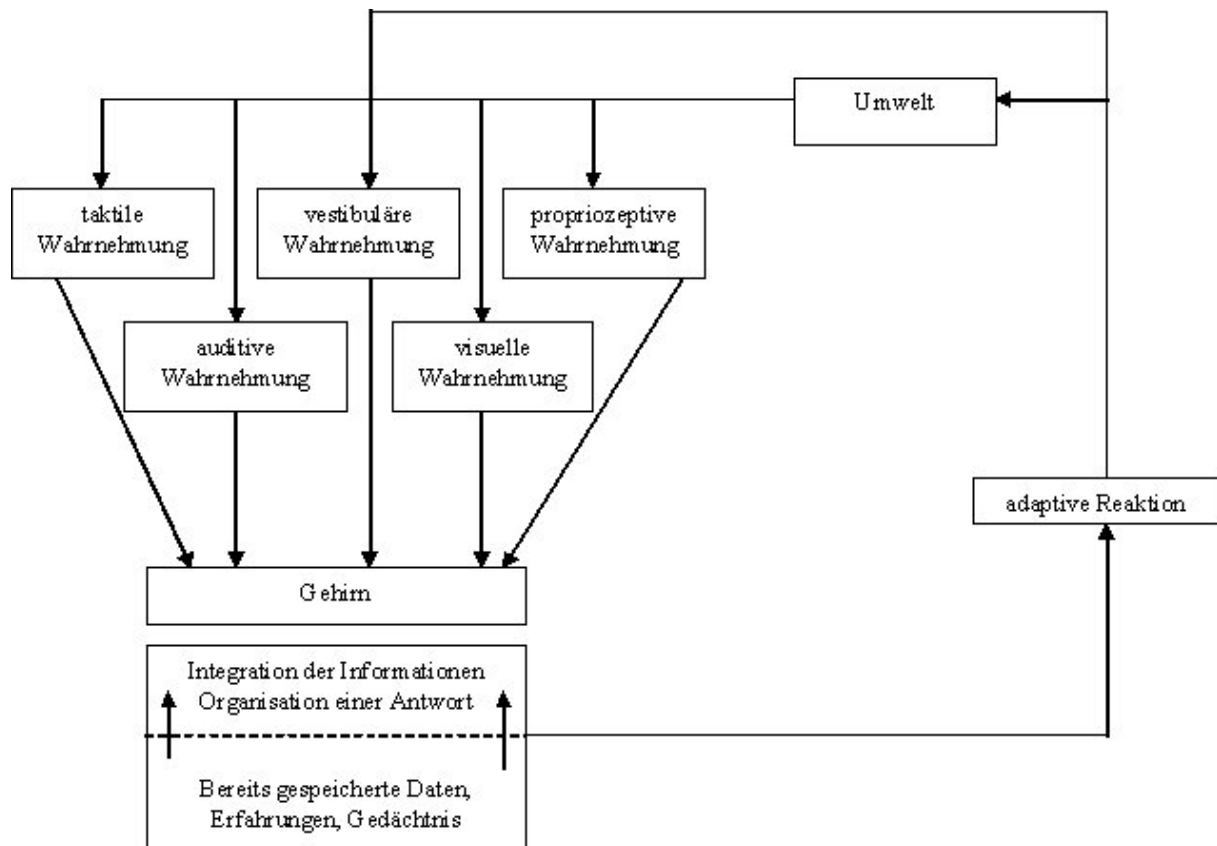 Umwelt
taktile
Wahrnehmung
vestibuläre
Wahrnehmung
propriozeptive
Wahrnehmung
auditive
Wahrnehmung
visuelle
Wahrnehmung
adaptive Reaktion
Gehirn
Integration der Informationen
Organisation einer Antwort
Bereits gespeicherte Daten,
Erfahrungen, Gedächtnis